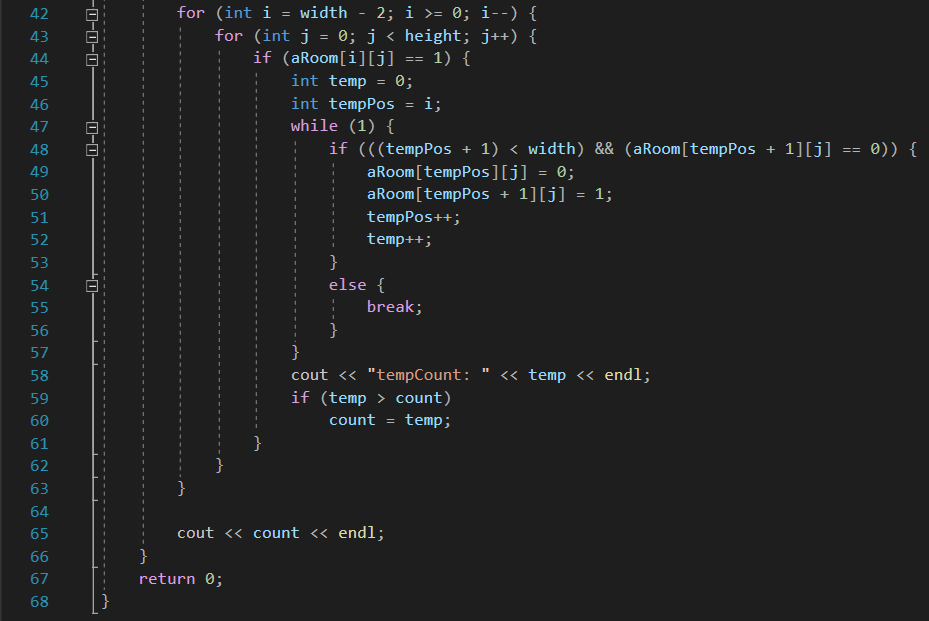 42 for (int i = width - 2; i >= 0; i--) {
43 for (int j = 0; j < height; j++) {
44 if (aRoom[i][j] == 1) {
45 int temp = 0;
46 int tempPos = i;
47 while (1) {
48 if (((tempPos + 1) < width) && (aRoom[tempPos + 1][j] == 0)) {
49 aRoom[tempPos][j] = 0;
50 aRoom[tempPos + 1][j] = 1;
51 tempPos++;
52 temp++;
53 }
54 else {
55 break;
56 }
57 }
58 cout << "tempCount: " << temp << endl;
59 if (temp > count)
60 count = temp;
61 }
62 }
63 }
64
65 cout << count << endl;
66 }
67 return 0;
68 }